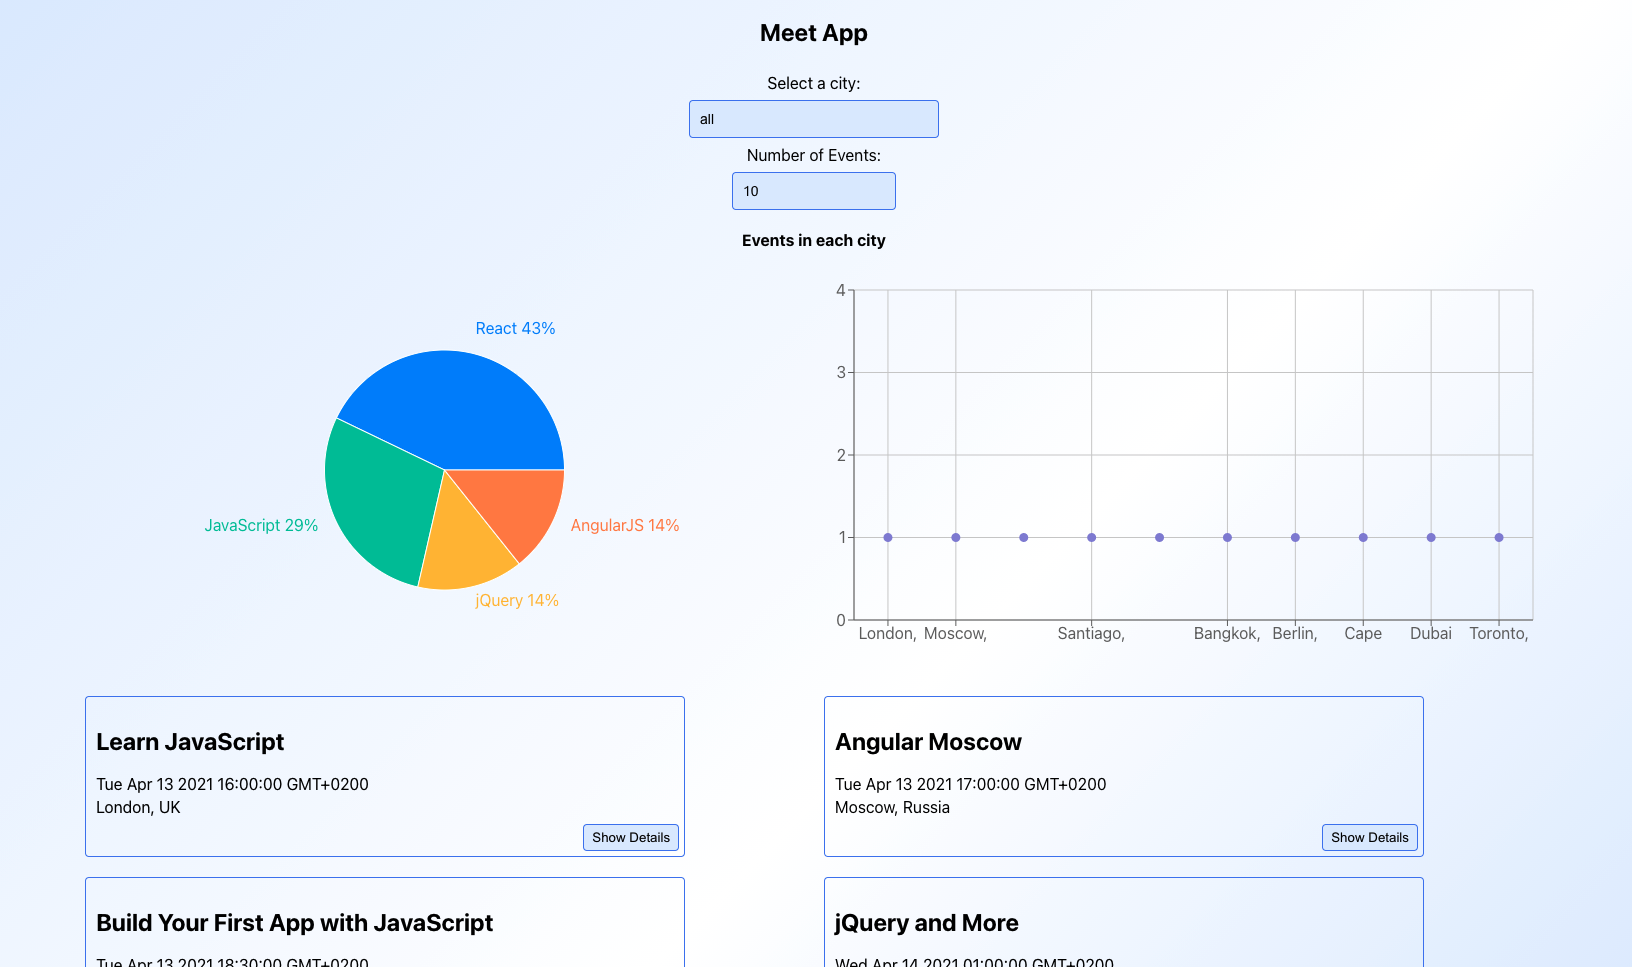 Meet App
Select a city:
all
Number of Events:
10
Events in each city
React 43%
JavaScript 29%
AngularJS 14%
jQuery 14%
4
3
2
1
0
London, Moscow, Santiago, Bangkok, Berlin, Cape Dubai Toronto,
Learn JavaScript
Tue Apr 13 2021 16:00:00 GMT+0200
London, UK
Show Details
Angular Moscow
Tue Apr 13 2021 17:00:00 GMT+0200
Moscow, Russia
Show Details
Build Your First App with JavaScript
Tue Apr 13 2021 18:30:00 GMT+0200
jQuery and More
Wed Apr 14 2021 01:00:00 GMT+0200